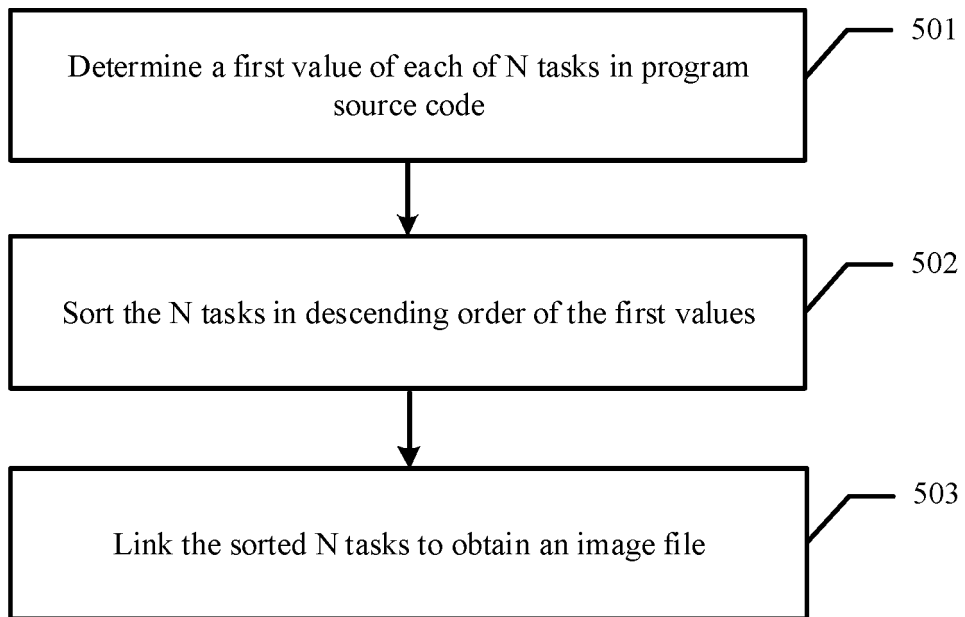 501
Determine a first value of each of N tasks in program
source code
502
Sort the N tasks in descending order of the first values
503
Link the sorted N tasks to obtain an image file